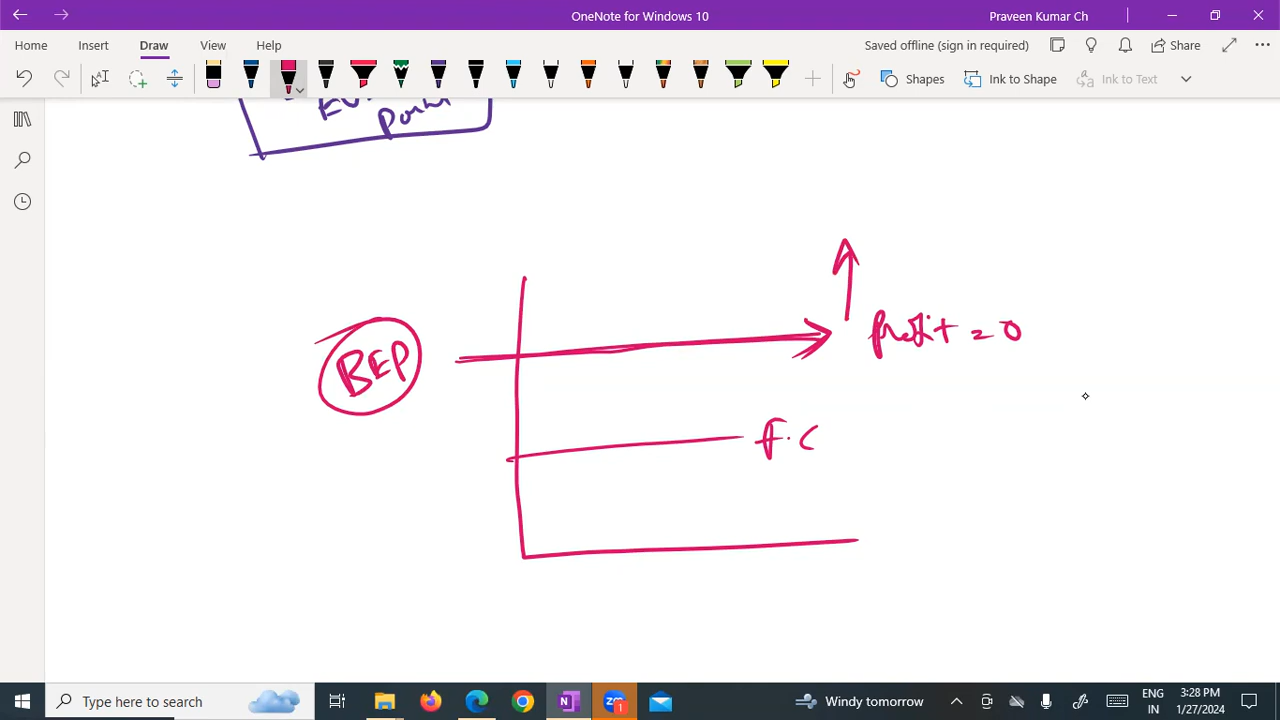 OneNote for Windows 10
Praveen Kumar Ch
Home
Insert
Draw
View
Help
Saved offline (sign in required)
Share
Shapes
Ink to Shape
Ink to Text
Point
BEP
Profit = 0
F.C
Type here to search
Windy tomorrow
ENG
IN
3:28 PM
1/27/2024